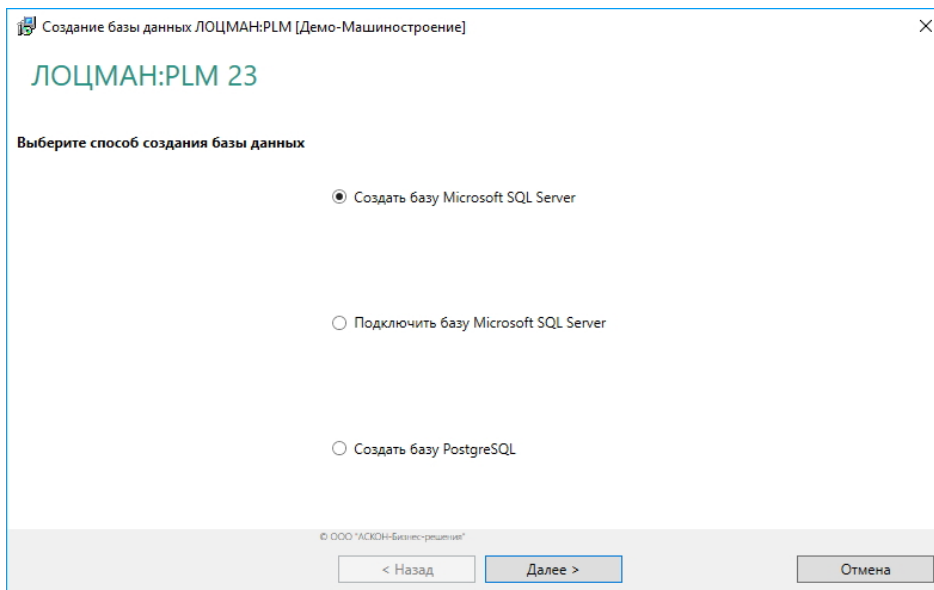 Создание базы данных ЛОЦМАН:PLM [Демо-Машиностроение]
ЛОЦМАН:PLM 23
Выберите способ создания базы данных
Создать базу Microsoft SQL Server
Подключить базу Microsoft SQL Server
Создать базу PostgreSQL
© ООО "АСКОН-Бизнес-решения"
< Назад
Далее >
Отмена